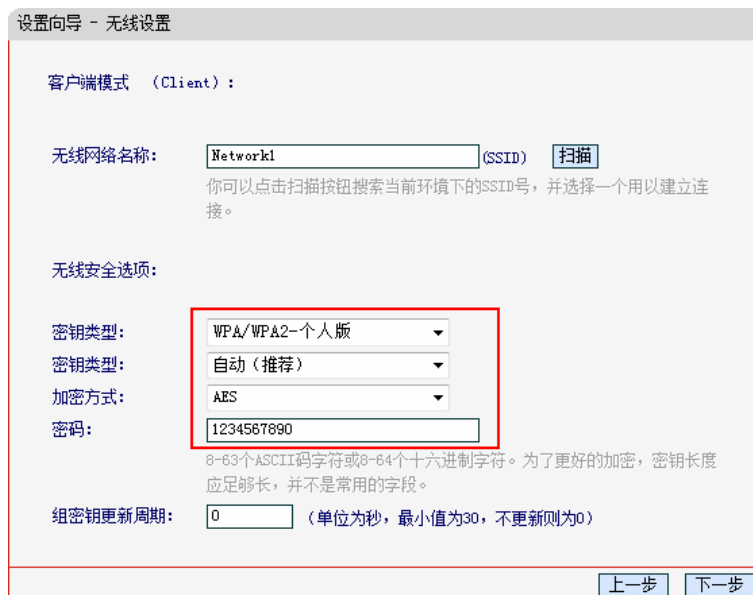 设置向导 - 无线设置
客户端模式 （Client）:
无线网络名称: Network1 (SSID) 扫描
你可以点击扫描按钮搜索当前环境下的SSID号，并选择一个用以建立连
接。
无线安全选项:
密钥类型: WPA/WPA2-个人版
密钥类型: 自动（推荐）
加密方式: AES
密码: 1234567890
8-63个ASCII码字符或8-64个十六进制字符。为了更好的加密，密钥长度
应足够长，并不是常用的字段。
组密钥更新周期: 0 （单位为秒，最小值为30，不更新则为0）
上一步 下一步